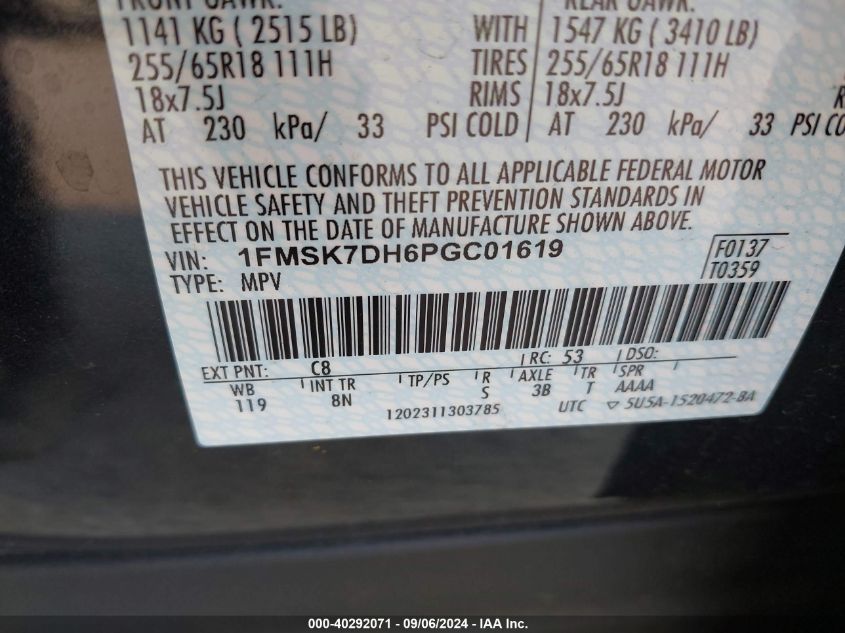 FRONT GAWR: REAR GAWR:
1141 KG ( 2515 LB) WITH 1547 KG ( 3410 LB)
255/65R18 111H TIRES 255/65R18 111H
18x7.5J RIMS 18x7.5J
AT 230 kPa/ 33 PSI COLD AT 230 kPa/ 33 PSI CO
THIS VEHICLE CONFORMS TO ALL APPLICABLE FEDERAL MOTOR
VEHICLE SAFETY AND THEFT PREVENTION STANDARDS IN
EFFECT ON THE DATE OF MANUFACTURE SHOWN ABOVE.
VIN: 1FMSK7DH6PGC01619 F0137
TYPE: MPV T0359
EXT PNT: C8 RC: 53 DSO:
WB INT TR TP/PS R AXLE TR SPR
119 8N S 3B T AAAA
1202311303785 UTC ▽ 5U5A-1520472-BA
000-40292071 - 09/06/2024 - IAA Inc.